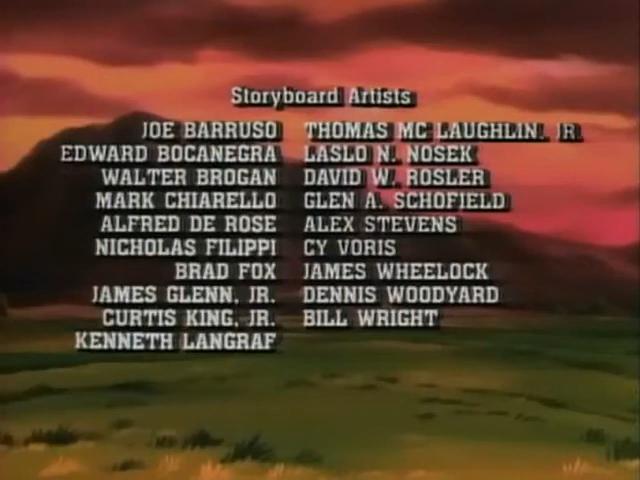 Storyboard Artists
JOE BARRUSO THOMAS MC LAUGHLIN, JR.
EDWARD BOCANEGRA LASLO N. NOSEK
WALTER BROGAN DAVID W. ROSLER
MARK CHIARELLO GLEN A. SCHOFIELD
ALFRED DE ROSE ALEX STEVENS
NICHOLAS FILIPPI CY VORIS
BRAD FOX JAMES WHEELOCK
JAMES GLENN, JR. DENNIS WOODYARD
CURTIS KING, JR. BILL WRIGHT
KENNETH LANGRAF